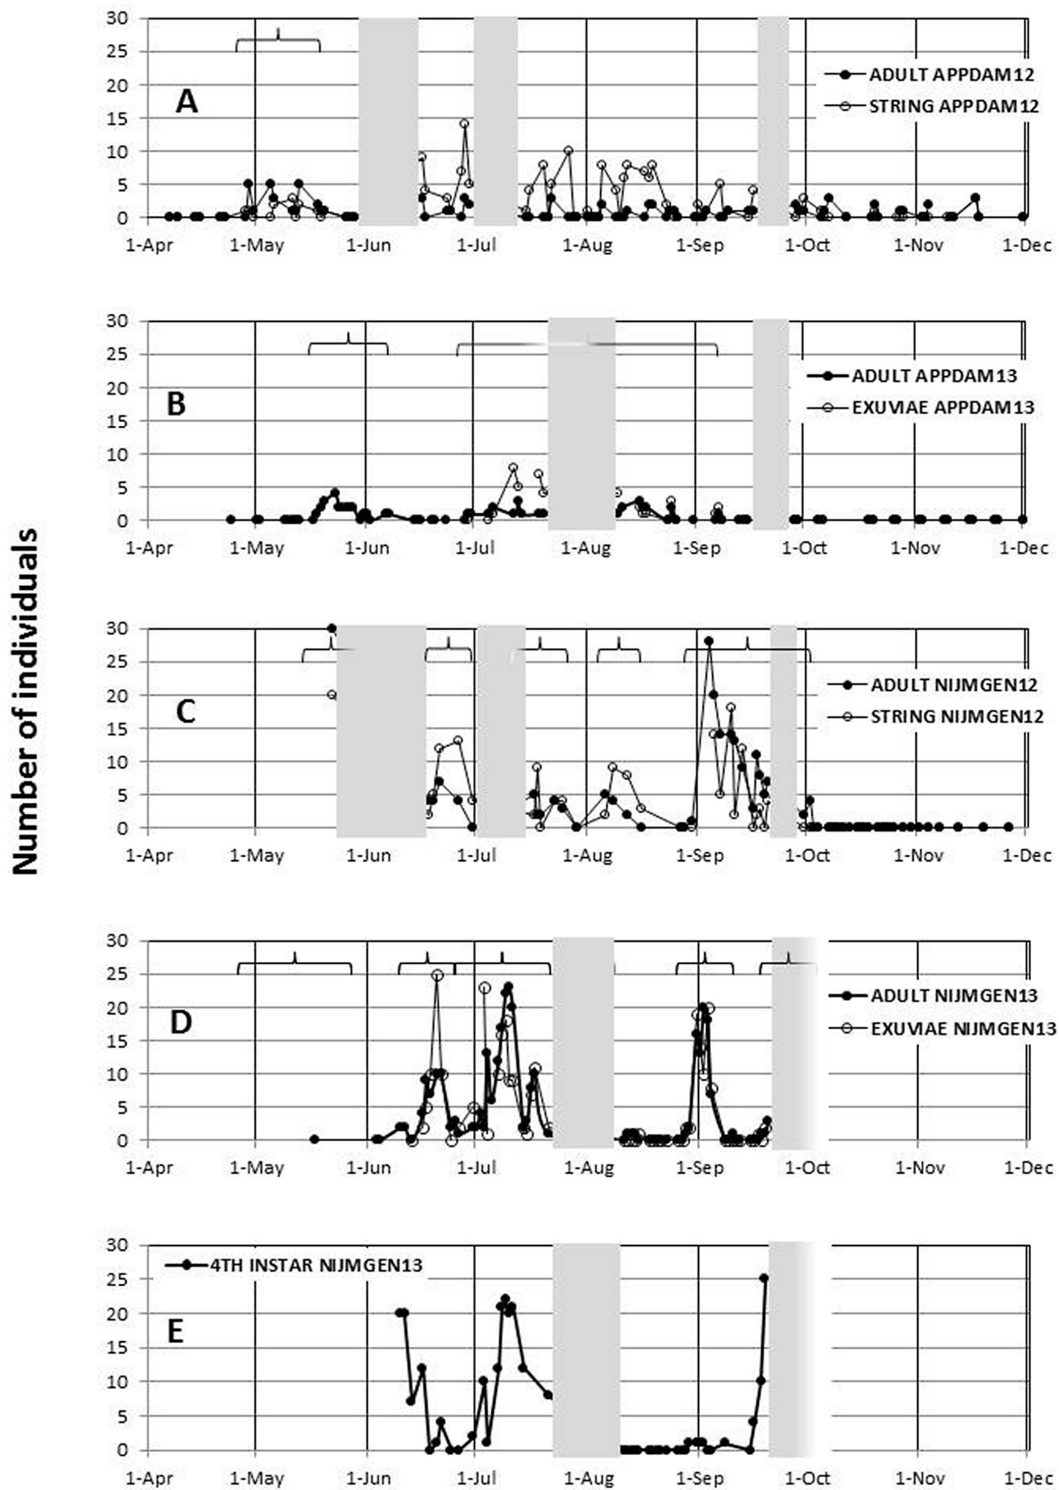 Number of individuals
30
25
20
15
10
5
0
A
ADULT APPDAM12
STRING APPDAM12
1-Apr 1-May 1-Jun 1-Jul 1-Aug 1-Sep 1-Oct 1-Nov 1-Dec
30
25
20
15
10
5
0
B
ADULT APPDAM13
EXUVIAE APPDAM13
1-Apr 1-May 1-Jun 1-Jul 1-Aug 1-Sep 1-Oct 1-Nov 1-Dec
30
25
20
15
10
5
0
C
ADULT NIJMGEN12
STRING NIJMGEN12
1-Apr 1-May 1-Jun 1-Jul 1-Aug 1-Sep 1-Oct 1-Nov 1-Dec
30
25
20
15
10
5
0
D
ADULT NIJMGEN13
EXUVIAE NIJMGEN13
1-Apr 1-May 1-Jun 1-Jul 1-Aug 1-Sep 1-Oct 1-Nov 1-Dec
30
25
20
15
10
5
0
4TH INSTAR NIJMGEN13
E
1-Apr 1-May 1-Jun 1-Jul 1-Aug 1-Sep 1-Oct 1-Nov 1-Dec